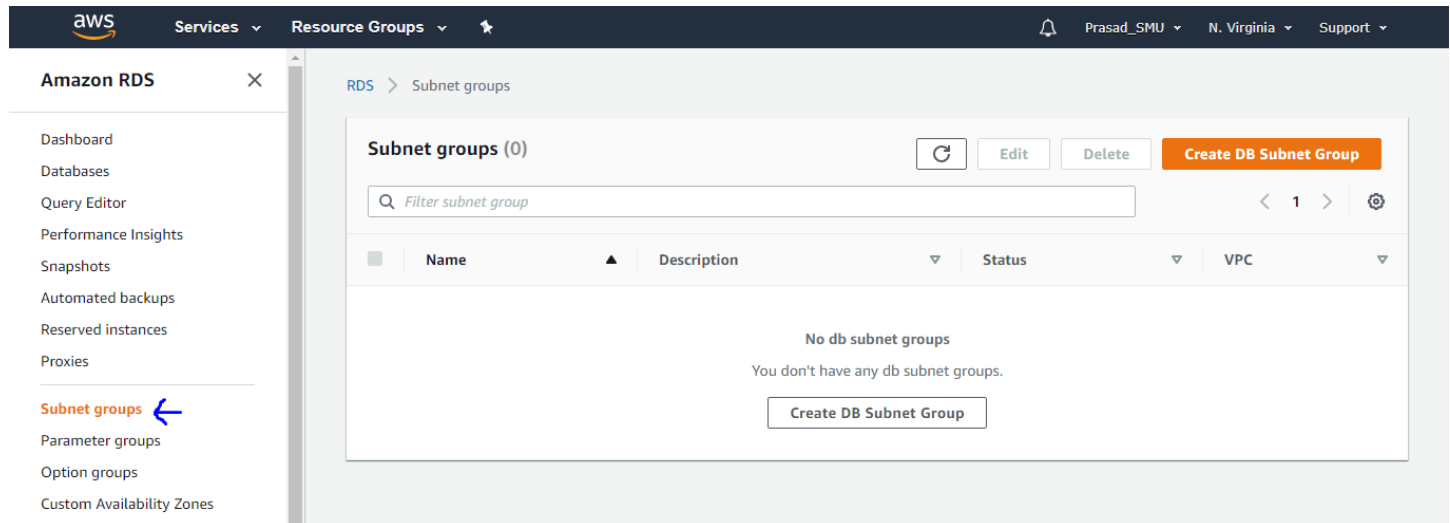 aws Services Resource Groups Prasad_SMU N. Virginia Support
Amazon RDS
Dashboard
Databases
Query Editor
Performance Insights
Snapshots
Automated backups
Reserved instances
Proxies
Subnet groups
Parameter groups
Option groups
Custom Availability Zones
RDS > Subnet groups
Subnet groups (0) Edit Delete Create DB Subnet Group
Filter subnet group < 1 >
Name Description Status VPC
No db subnet groups
You don't have any db subnet groups.
Create DB Subnet Group